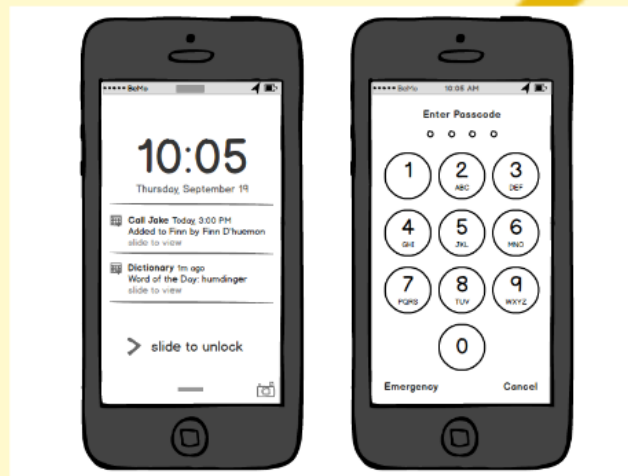 BoMo
10:05
Thursday, September 19
Call Jake Today, 3:00 PM
Added to Finn by Finn D'huemon
slide to view
Dictionary 1m ago
Word of the Day: humdinger
slide to view
> slide to unlock
BoMo 10:05 AM
Enter Passcode
1
2
ABC
3
DEF
4
GHI
5
JKL
6
MNO
7
PQRS
8
TUV
9
WXYZ
0
Emergency Cancel